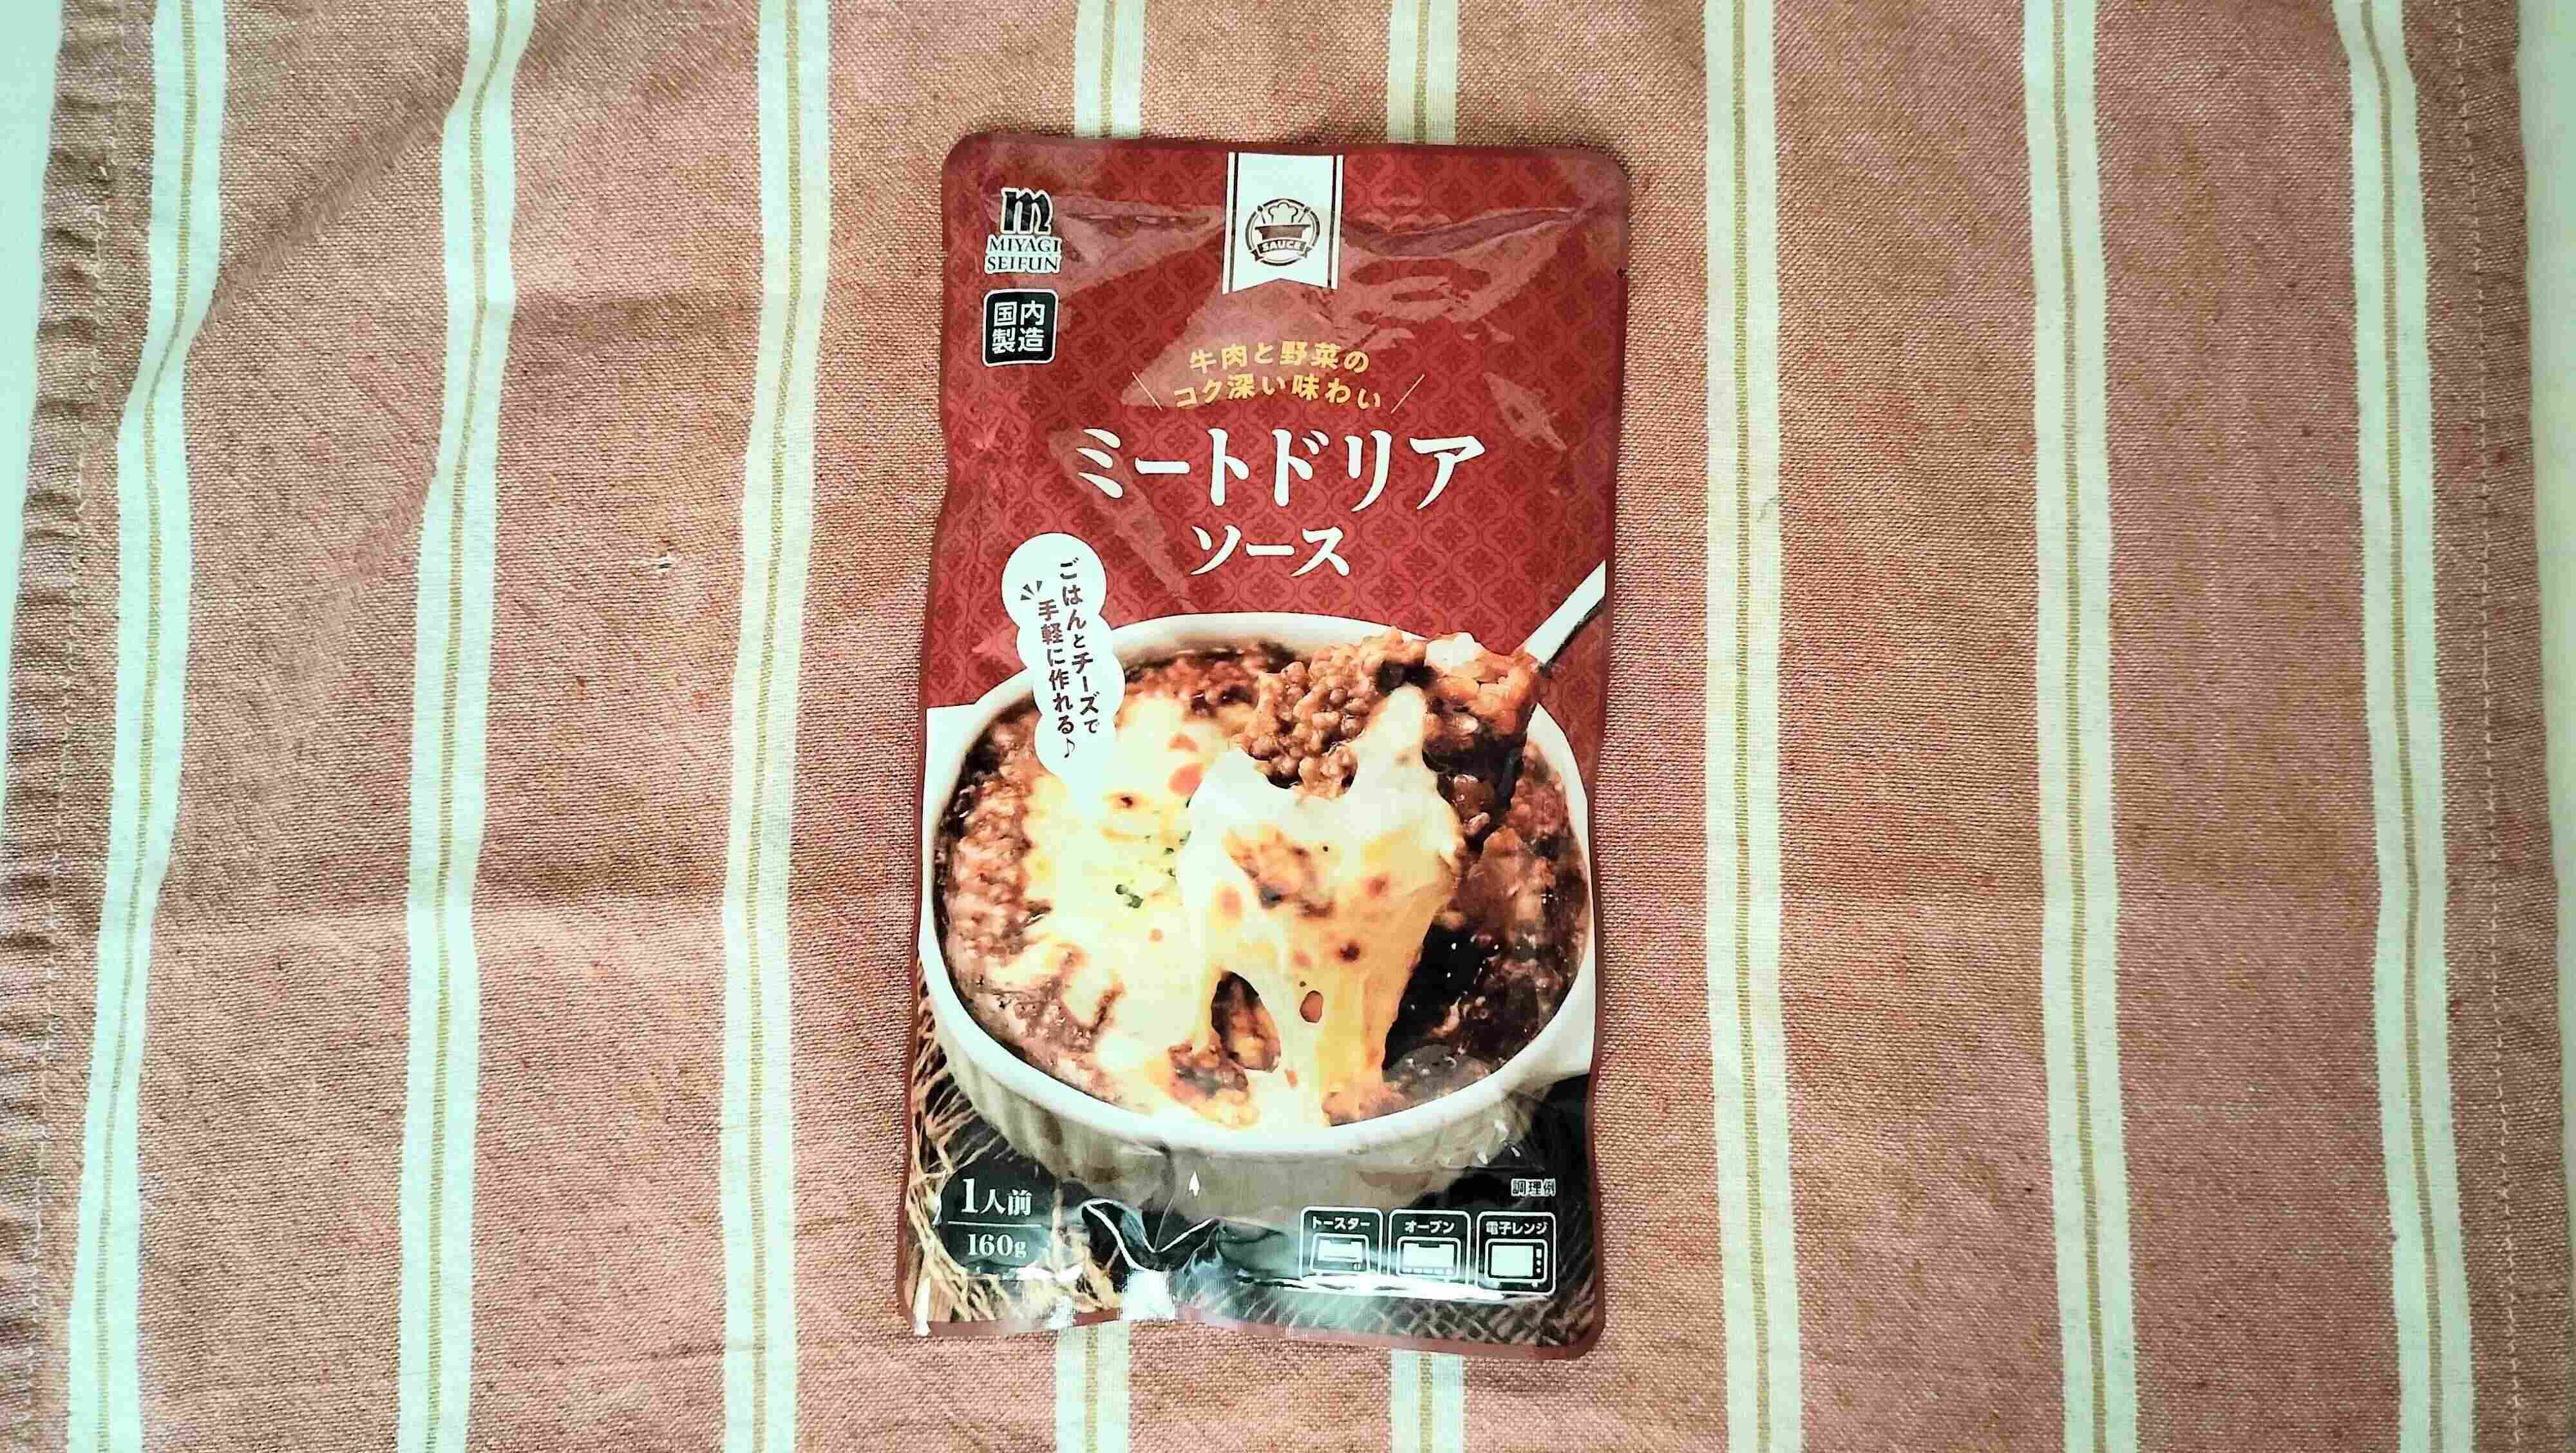 m
MIYAGI
SEIFUN
国内
製造
SAUCE
牛肉と野菜の
コク深い味わい
ミートドリア
ソース
ごはんとチーズで
手軽に作れる♪
1人前
160g
調理例
トースター
オーブン
電子レンジ